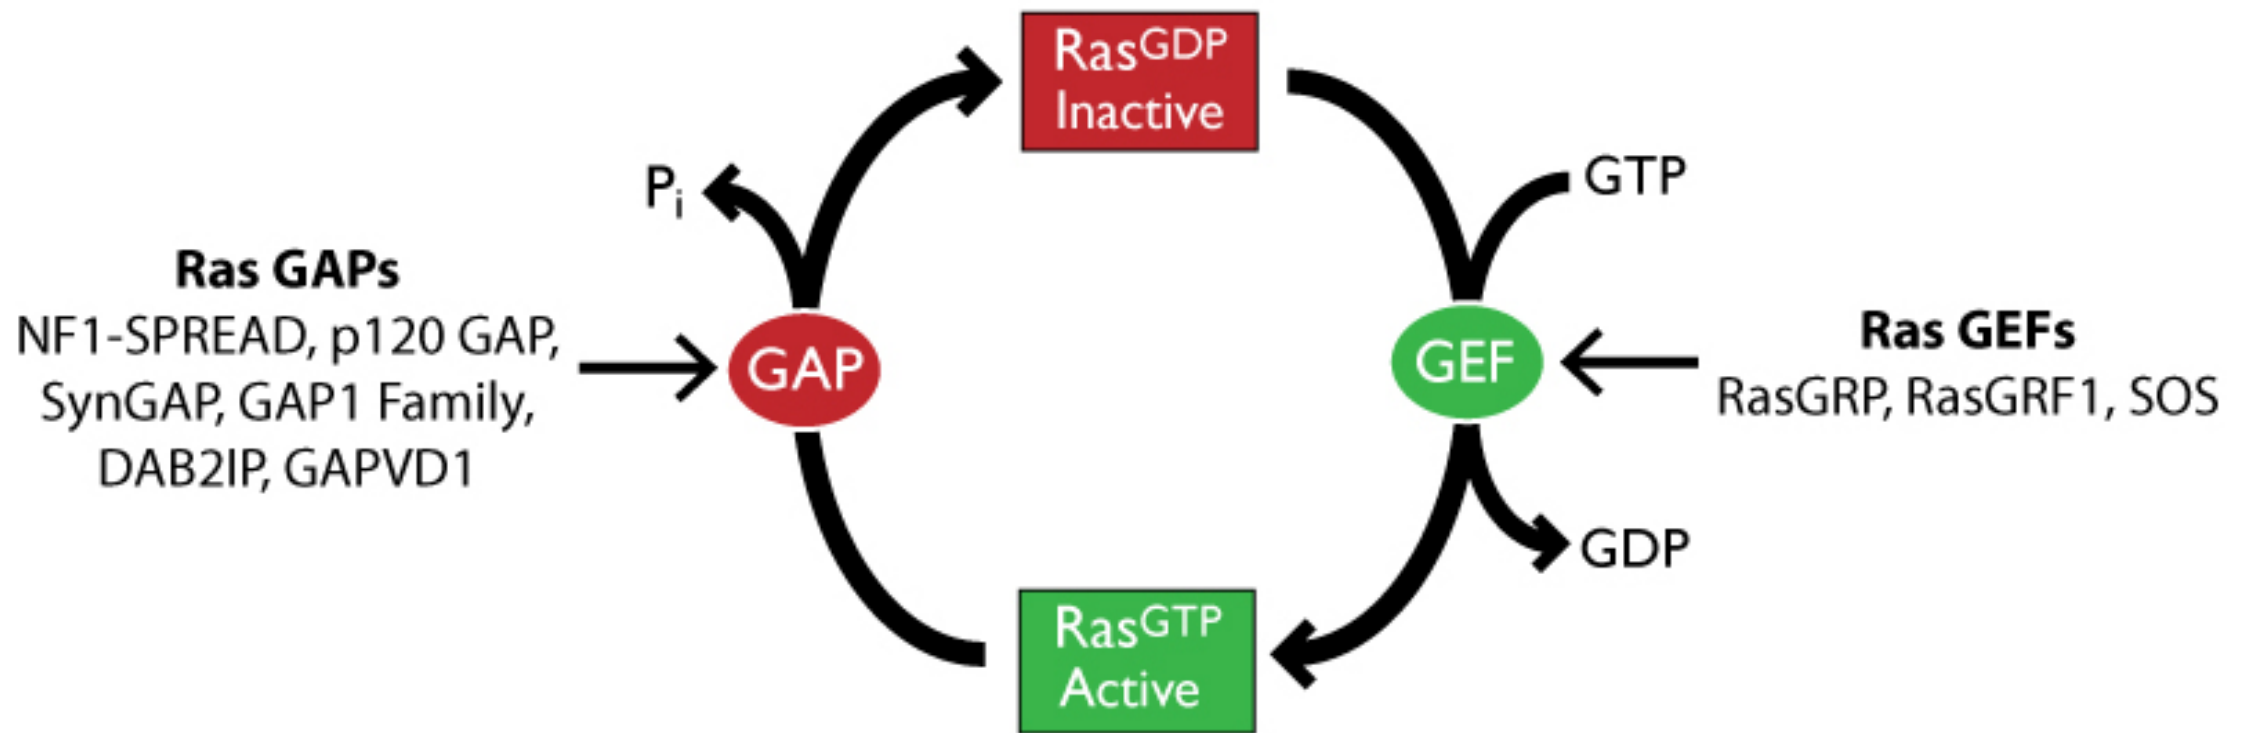 RasGDP
Inactive
Pi
GTP
Ras GAPs
NF1-SPREAD, p120 GAP,
SynGAP, GAP1 Family,
DAB2IP, GAPVD1
GAP
GEF
Ras GEFs
RasGRP, RasGRF1, SOS
GDP
RasGTP
Active